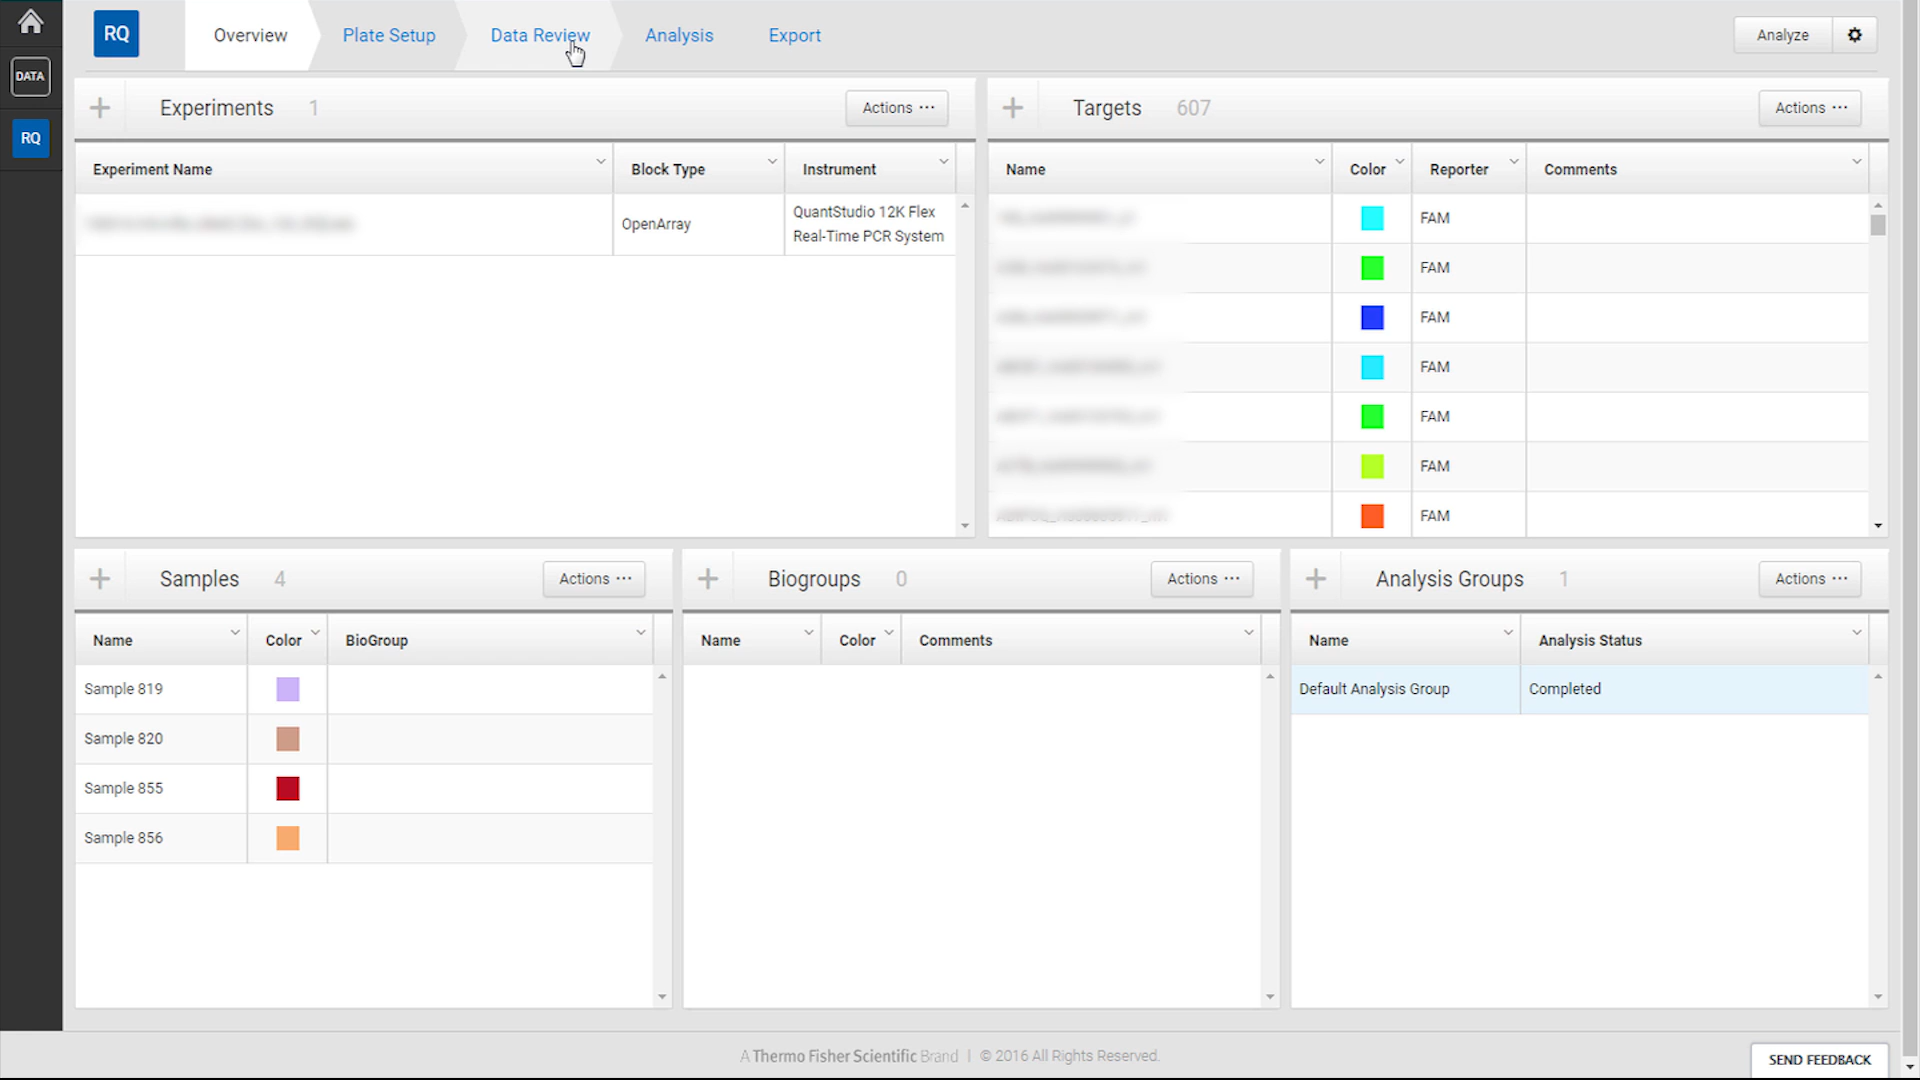 RQ Overview Plate Setup Data Review Analysis Export Analyze
DATA
RQ
Experiments 1 Actions ···
Experiment Name Block Type Instrument
OpenArray QuantStudio 12K Flex
Real-Time PCR System
Targets 607 Actions ···
Name Color Reporter Comments
FAM
FAM
FAM
FAM
FAM
FAM
FAM
Samples 4 Actions ···
Name Color BioGroup
Sample 819
Sample 820
Sample 855
Sample 856
Biogroups 0 Actions ···
Name Color Comments
Analysis Groups 1 Actions ···
Name Analysis Status
Default Analysis Group Completed
A Thermo Fisher Scientific Brand | © 2016 All Rights Reserved.
SEND FEEDBACK